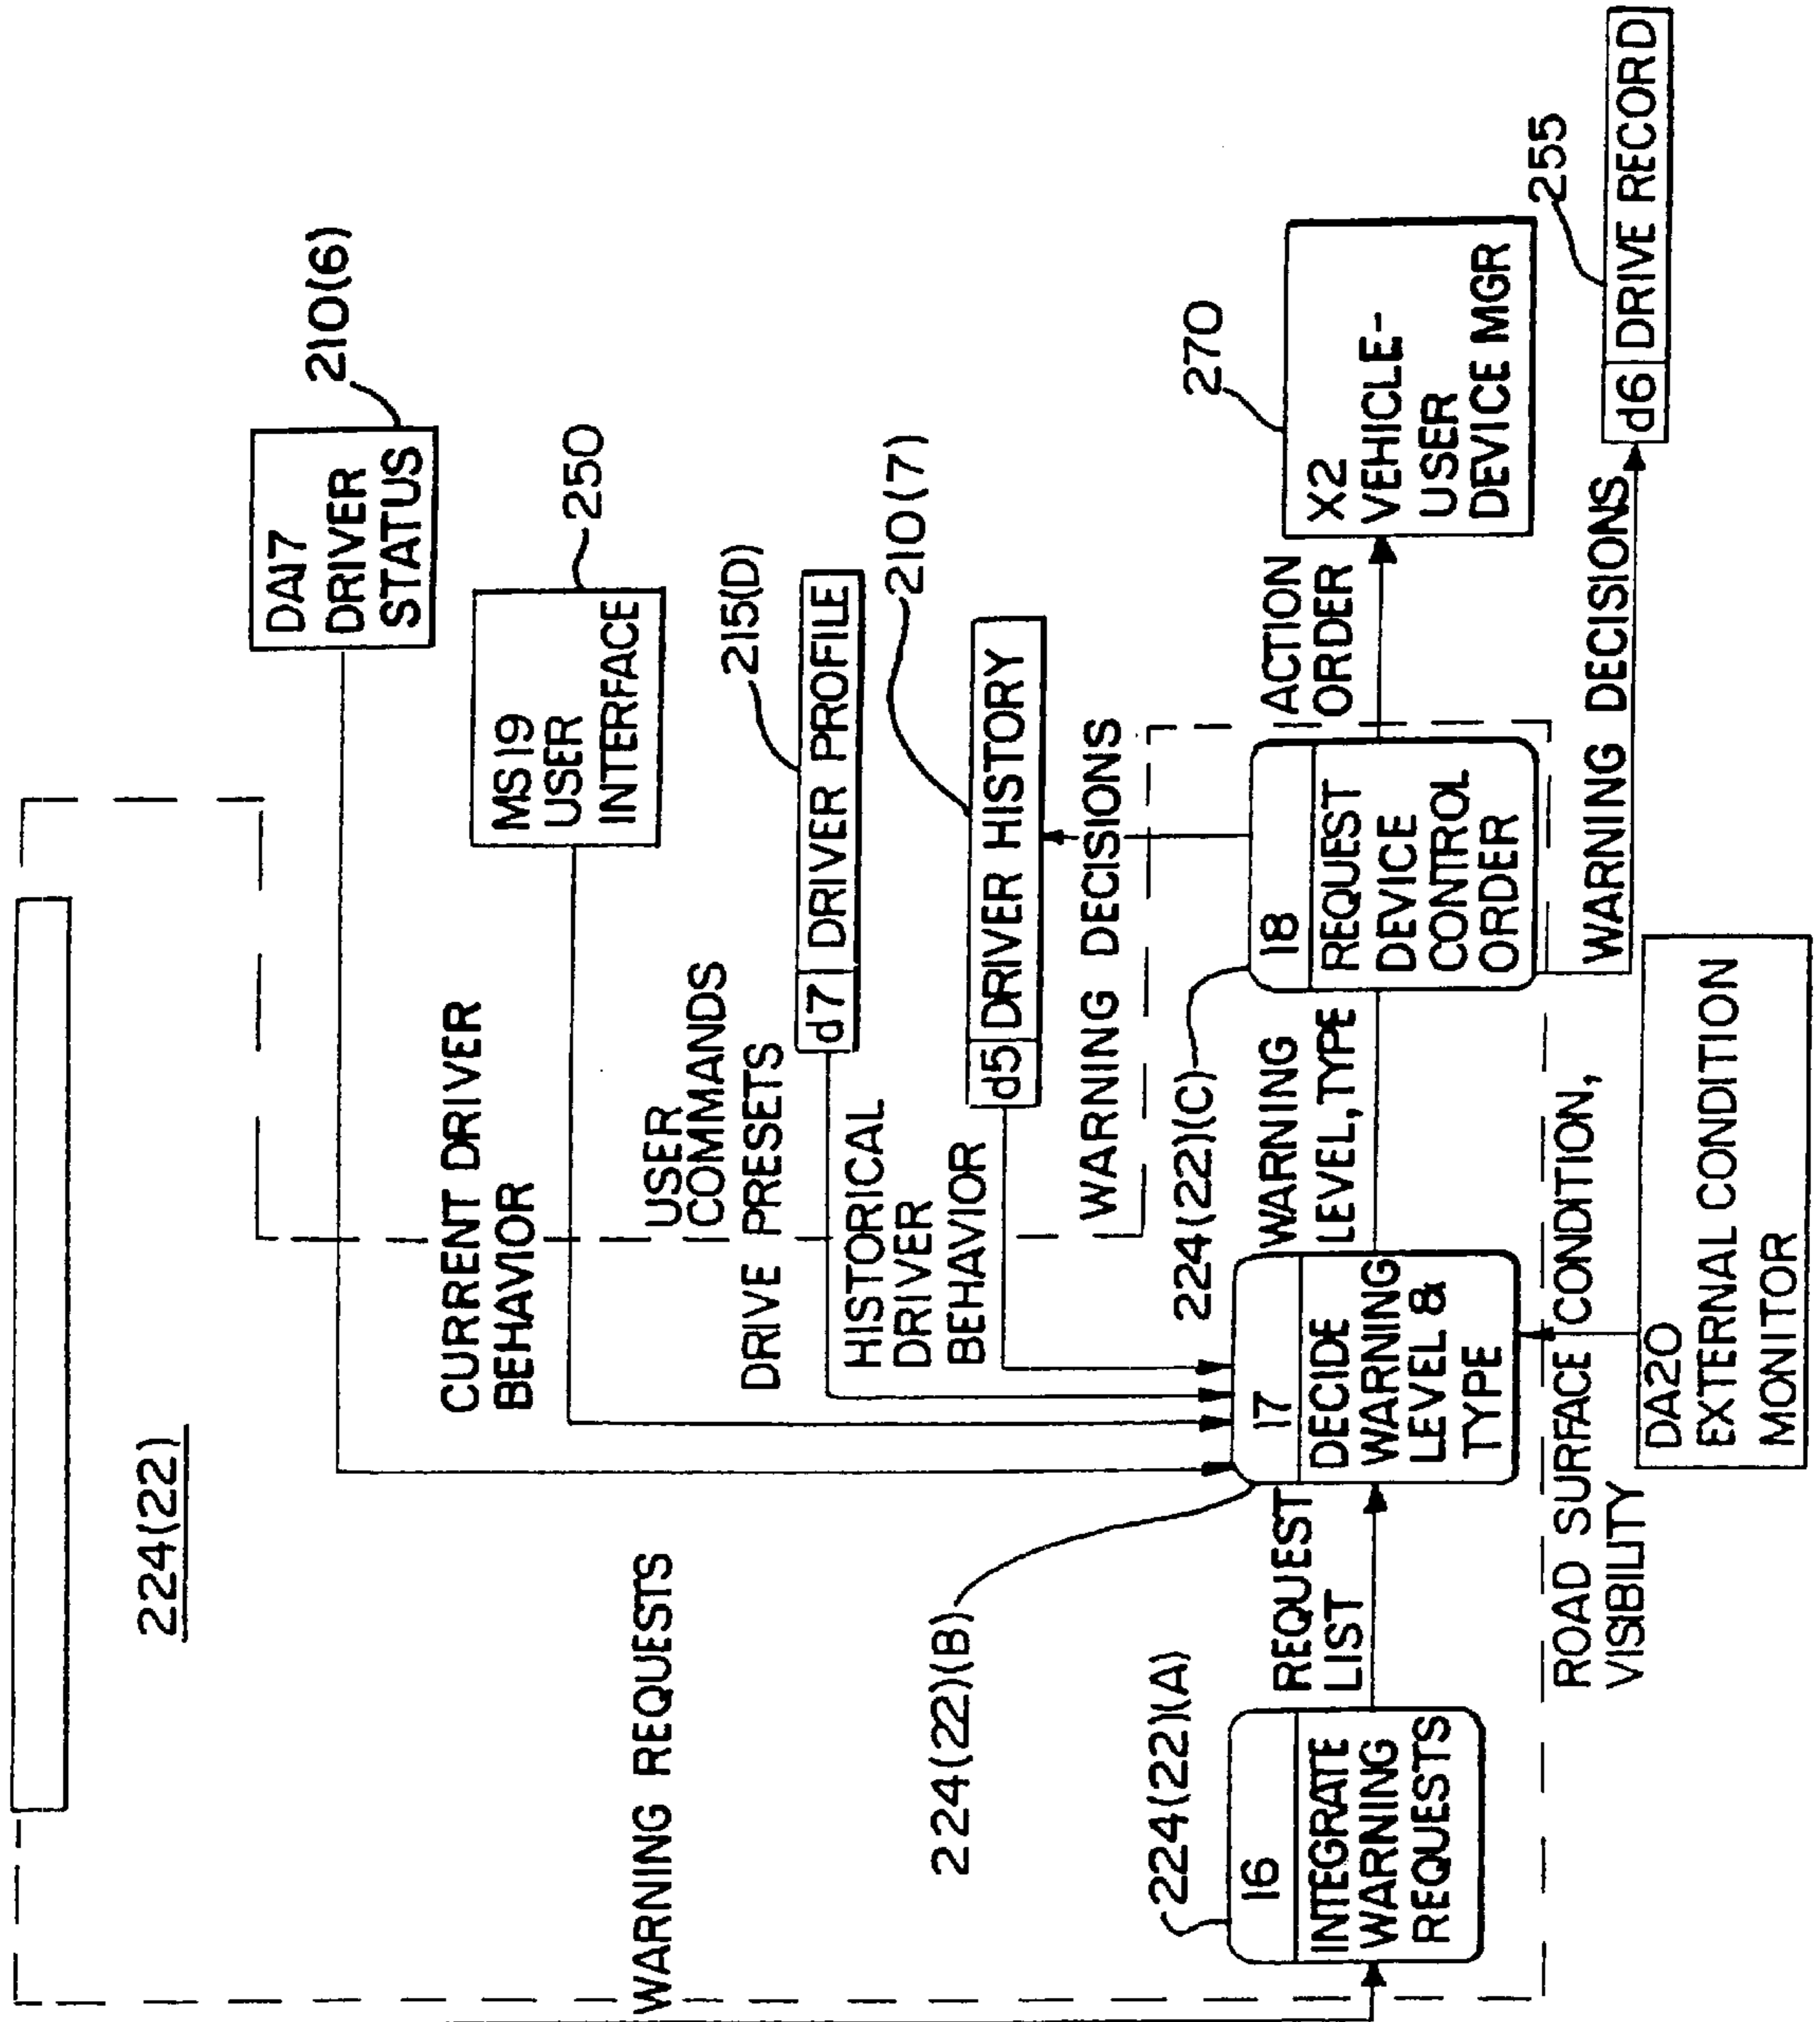 224(22)
DA17
DRIVER
STATUS
210(6)
CURRENT DRIVER
BEHAVIOR
MS19
USER
INTERFACE
250
USER
COMMANDS
DRIVE PRESETS
d7 DRIVER PROFILE
215(D)
HISTORICAL
DRIVER
BEHAVIOR
d5 DRIVER HISTORY
210(7)
WARNING DECISIONS
WARNING REQUESTS
224(22)(A)
16
INTEGRATE
WARNING
REQUESTS
REQUEST
LIST
224(22)(B)
17
DECIDE
WARNING
LEVEL &
TYPE
WARNING
LEVEL, TYPE
224(22)(C)
18
REQUEST
DEVICE
CONTROL
ORDER
ACTION
ORDER
X2
VEHICLE-
USER
DEVICE MGR
270
WARNING DECISIONS
d6 DRIVE RECORD
255
ROAD SURFACE CONDITION,
VISIBILITY
DA20
EXTERNAL CONDITION
MONITOR